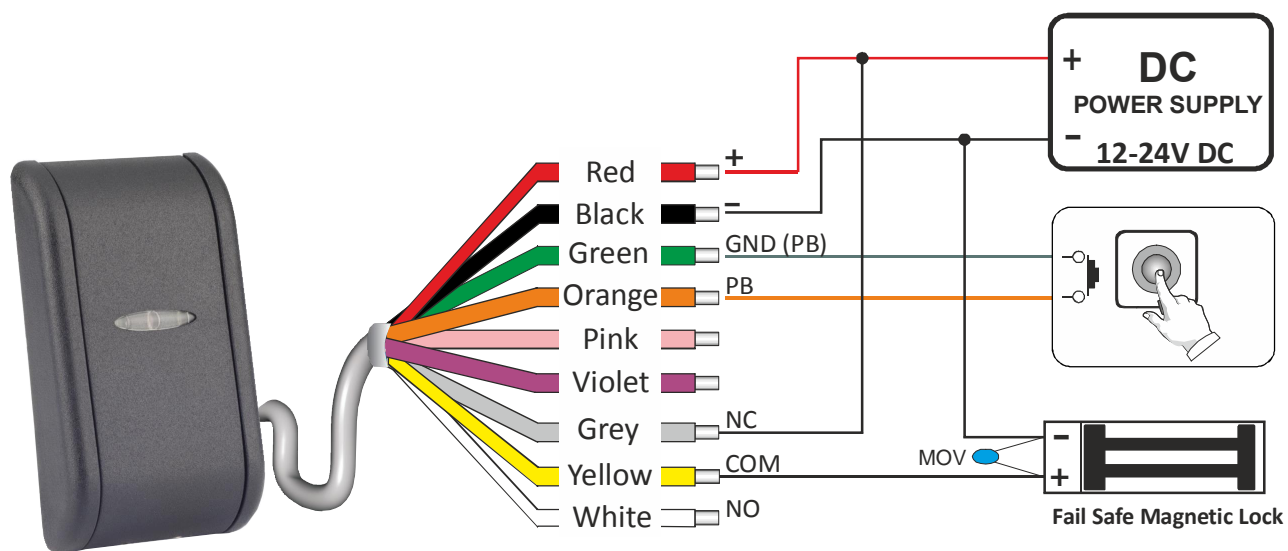 + DC
POWER SUPPLY
- 12-24V DC
Red +
Black -
Green GND (PB)
Orange PB
Pink
Violet
Grey NC
Yellow COM
White NO
MOV
-
+
Fail Safe Magnetic Lock